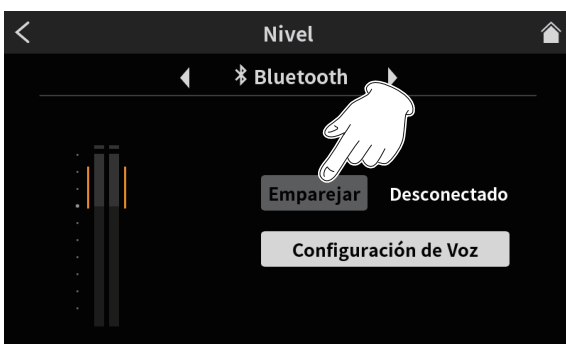 Nivel
Bluetooth
Emparejar Desconectado
Configuración de Voz